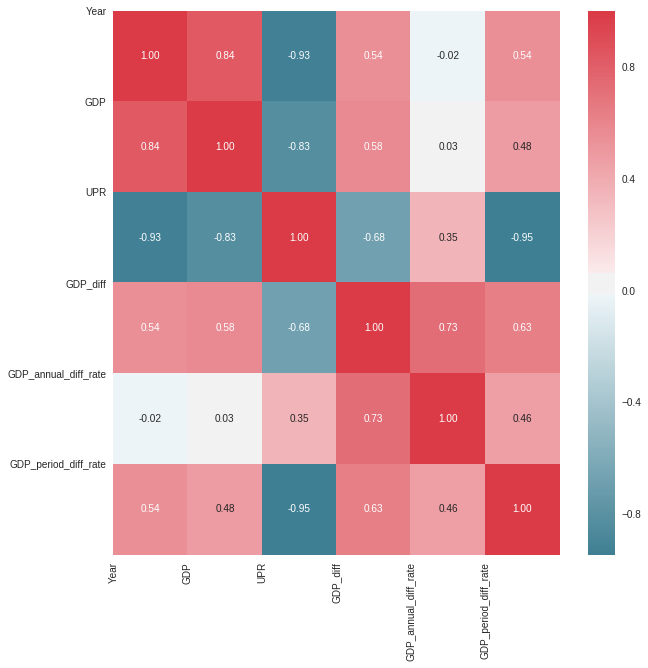 Year
1.00 0.84 -0.93 0.54 -0.02 0.54
0.8
GDP
0.84 1.00 -0.83 0.58 0.03 0.48
0.4
UPR
-0.93 -0.83 1.00 -0.68 0.35 -0.95
GDP_diff
0.0
0.54 0.58 -0.68 1.00 0.73 0.63
GDP_annual_diff_rate
-0.4
-0.02 0.03 0.35 0.73 1.00 0.46
GDP_period_diff_rate
0.54 0.48 -0.95 0.63 0.46 1.00
-0.8
Year
GDP
UPR
GDP_diff
GDP_annual_diff_rate
GDP_period_diff_rate